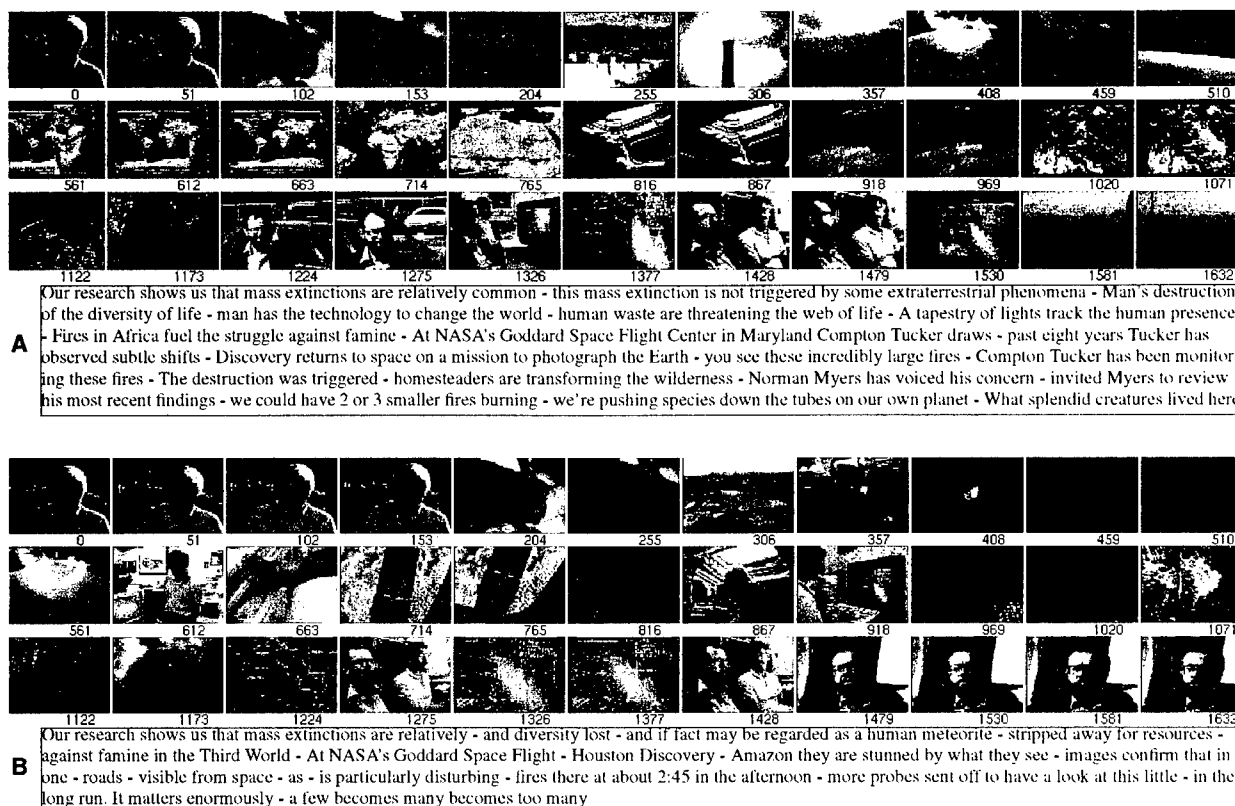 0 51 102 153 204 255 306 357 408 459 510
561 612 663 714 765 816 867 918 969 1020 1071
1122 1173 1224 1275 1326 1377 1428 1479 1530 1581 1632
A
Our research shows us that mass extinctions are relatively common - this mass extinction is not triggered by some extraterrestrial phenomena - Man's destruction
of the diversity of life - man has the technology to change the world - human waste are threatening the web of life - A tapestry of lights track the human presence
- Fires in Africa fuel the struggle against famine - At NASA's Goddard Space Flight Center in Maryland Compton Tucker draws - past eight years Tucker has
observed subtle shifts - Discovery returns to space on a mission to photograph the Earth - you see these incredibly large fires - Compton Tucker has been monitor
ing these fires - The destruction was triggered - homesteaders are transforming the wilderness - Norman Myers has voiced his concern - invited Myers to review
his most recent findings - we could have 2 or 3 smaller fires burning - we're pushing species down the tubes on our own planet - What splendid creatures lived here
0 51 102 153 204 255 306 357 408 459 510
561 612 663 714 765 816 867 918 969 1020 1071
1122 1173 1224 1275 1326 1377 1428 1479 1530 1581 1632
B
Our research shows us that mass extinctions are relatively - and diversity lost - and if fact may be regarded as a human meteorite - stripped away for resources -
against famine in the Third World - At NASA's Goddard Space Flight - Houston Discovery - Amazon they are stunned by what they see - images confirm that in
one - roads - visible from space - as - is particularly disturbing - fires there at about 2:45 in the afternoon - more probes sent off to have a look at this little - in the
long run. It matters enormously - a few becomes many becomes too many